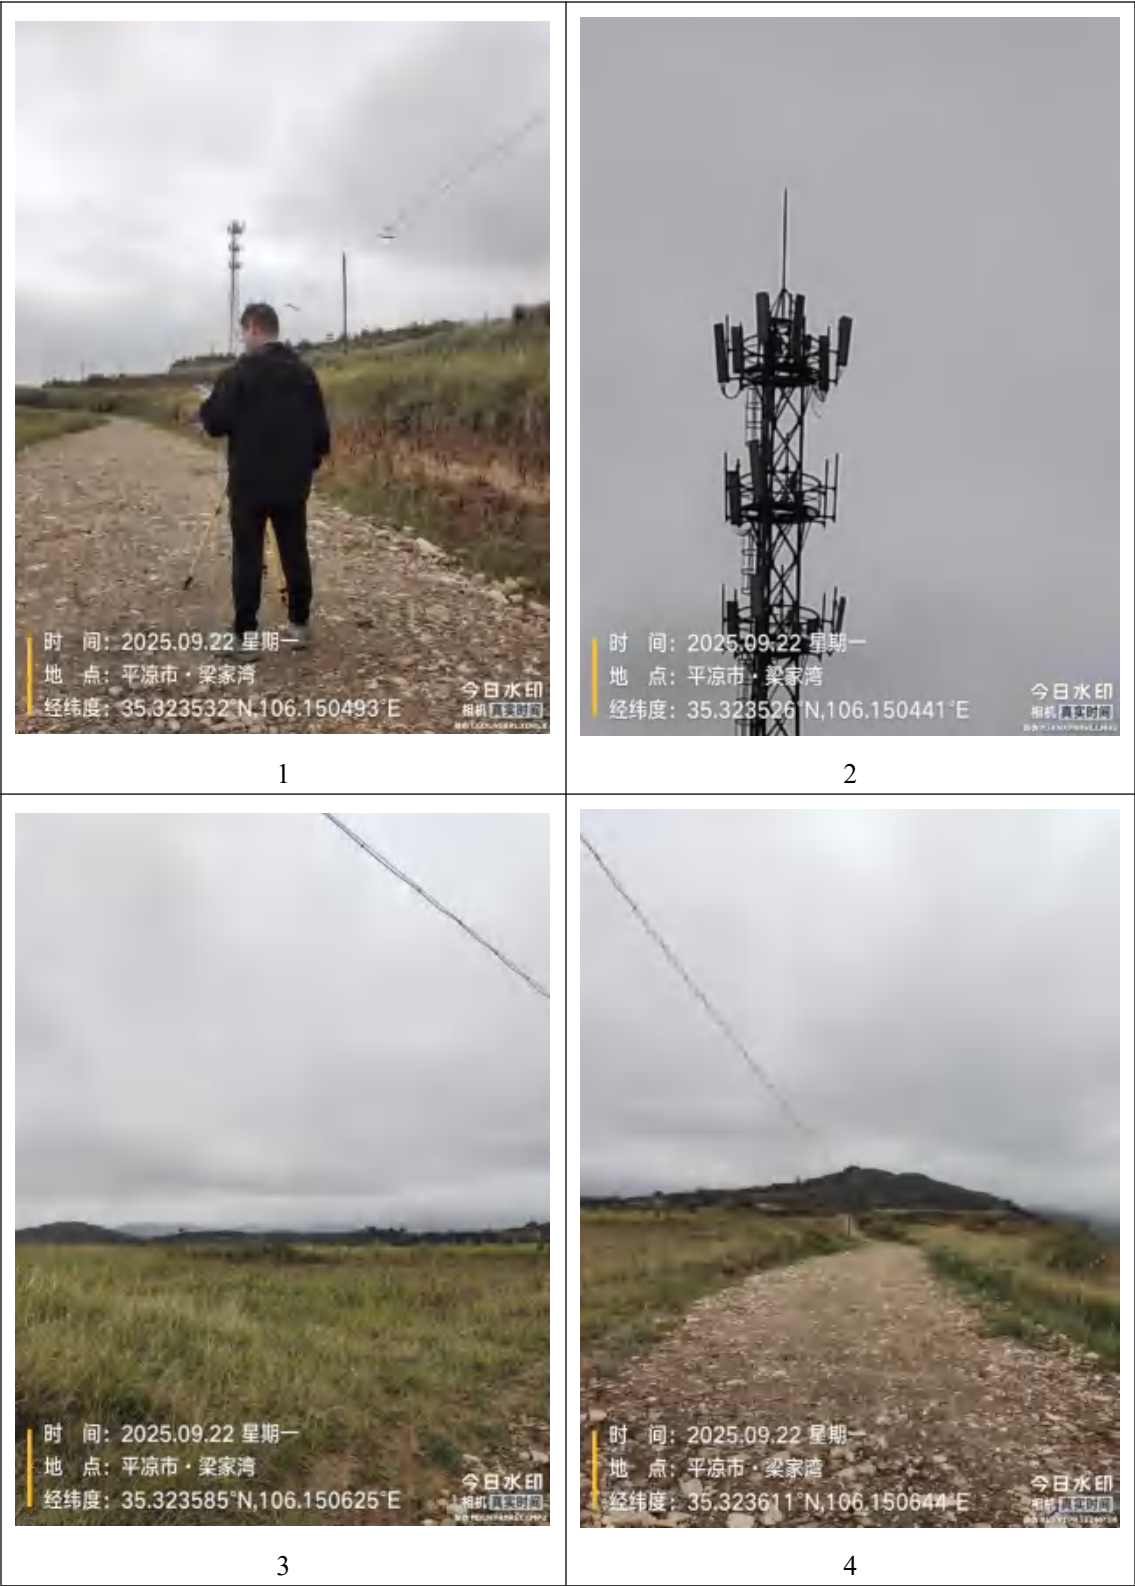 时 间：2025.09.22 星期一
地 点：平凉市·梁家湾
经纬度：35.323532°N,106.150493°E
今日水印
相机 真实时间
1
时 间：2025.09.22 星期一
地 点：平凉市·梁家湾
经纬度：35.323526°N,106.150441°E
今日水印
相机 真实时间
2
时 间：2025.09.22 星期一
地 点：平凉市·梁家湾
经纬度：35.323585°N,106.150625°E
今日水印
相机 真实时间
3
时 间：2025.09.22 星期一
地 点：平凉市·梁家湾
经纬度：35.323611°N,106.150644°E
今日水印
相机 真实时间
4